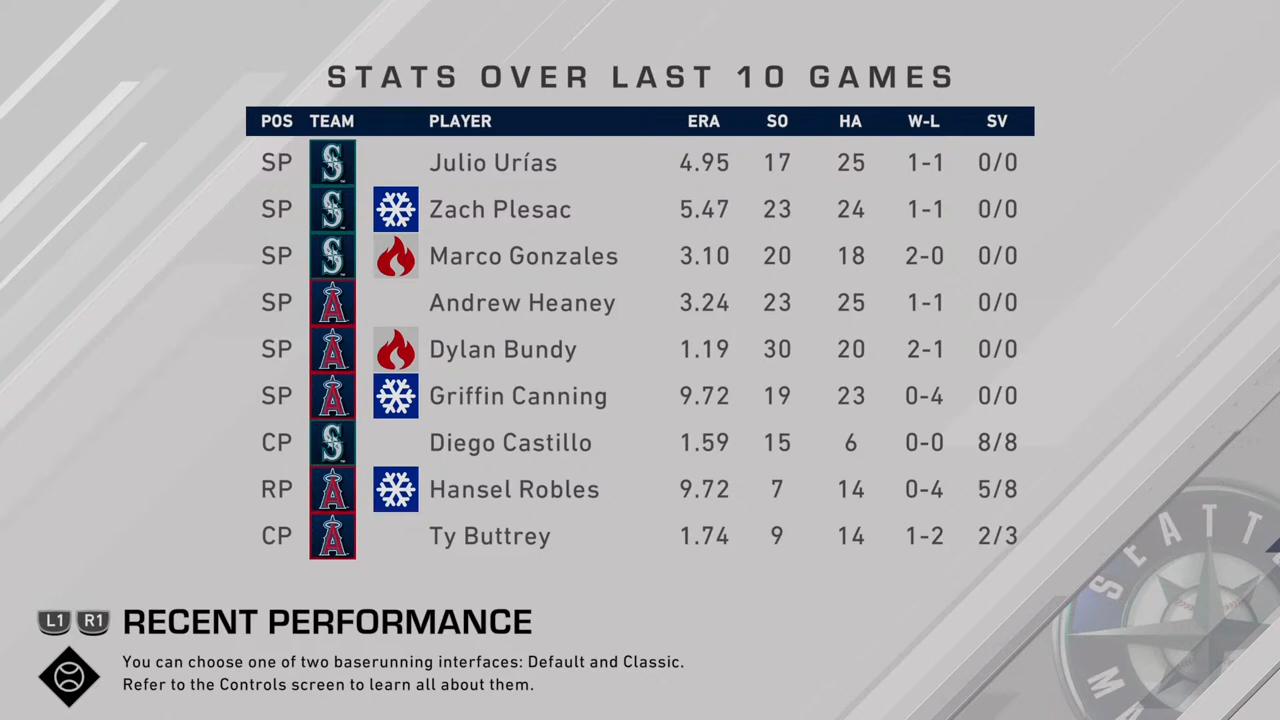 STATS OVER LAST 10 GAMES
POS TEAM PLAYER ERA SO HA W-L SV
SP S Julio Urías 4.95 17 25 1-1 0/0
SP S Zach Plesac 5.47 23 24 1-1 0/0
SP S Marco Gonzales 3.10 20 18 2-0 0/0
SP A Andrew Heaney 3.24 23 25 1-1 0/0
SP A Dylan Bundy 1.19 30 20 2-1 0/0
SP A Griffin Canning 9.72 19 23 0-4 0/0
CP S Diego Castillo 1.59 15 6 0-0 8/8
RP A Hansel Robles 9.72 7 14 0-4 5/8
CP A Ty Buttrey 1.74 9 14 1-2 2/3
SEATT
MA
L1 R1 RECENT PERFORMANCE
You can choose one of two baserunning interfaces: Default and Classic.
Refer to the Controls screen to learn all about them.